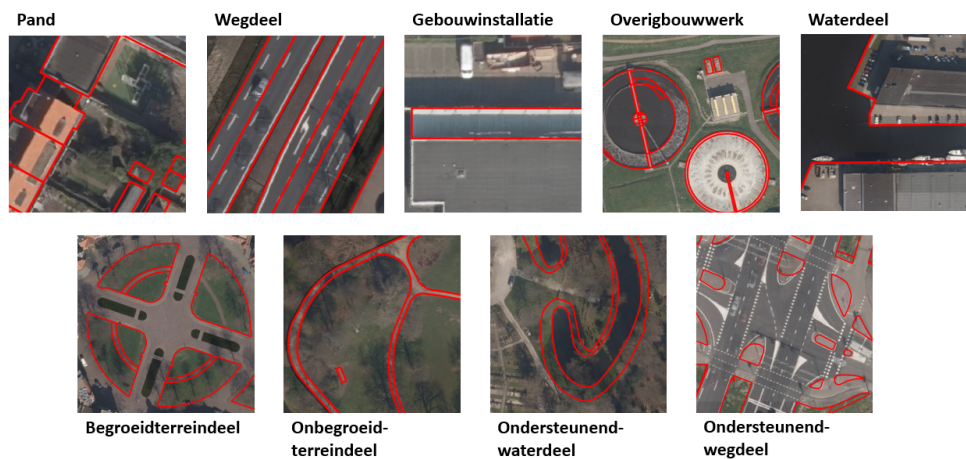 Pand
Wegdeel
Gebouwinstallatie
Overigbouwwerk
Waterdeel
Begroeidterreindeel
Onbegroeid-
terreindeel
Ondersteunend-
waterdeel
Ondersteunend-
wegdeel